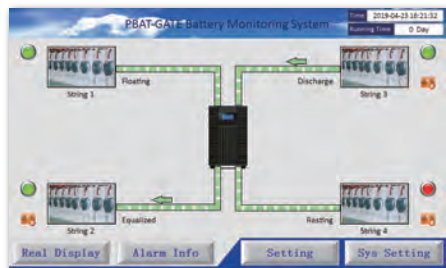 PBAT-GATE Battery Monitoring System
Time 2019-04-23 18:21:32
Running Time 0 Day
Floating
Discharge
String 1
String 3
Equalized
Resting
String 2
String 4
Real Display
Alarm Info
Setting
Sys Setting